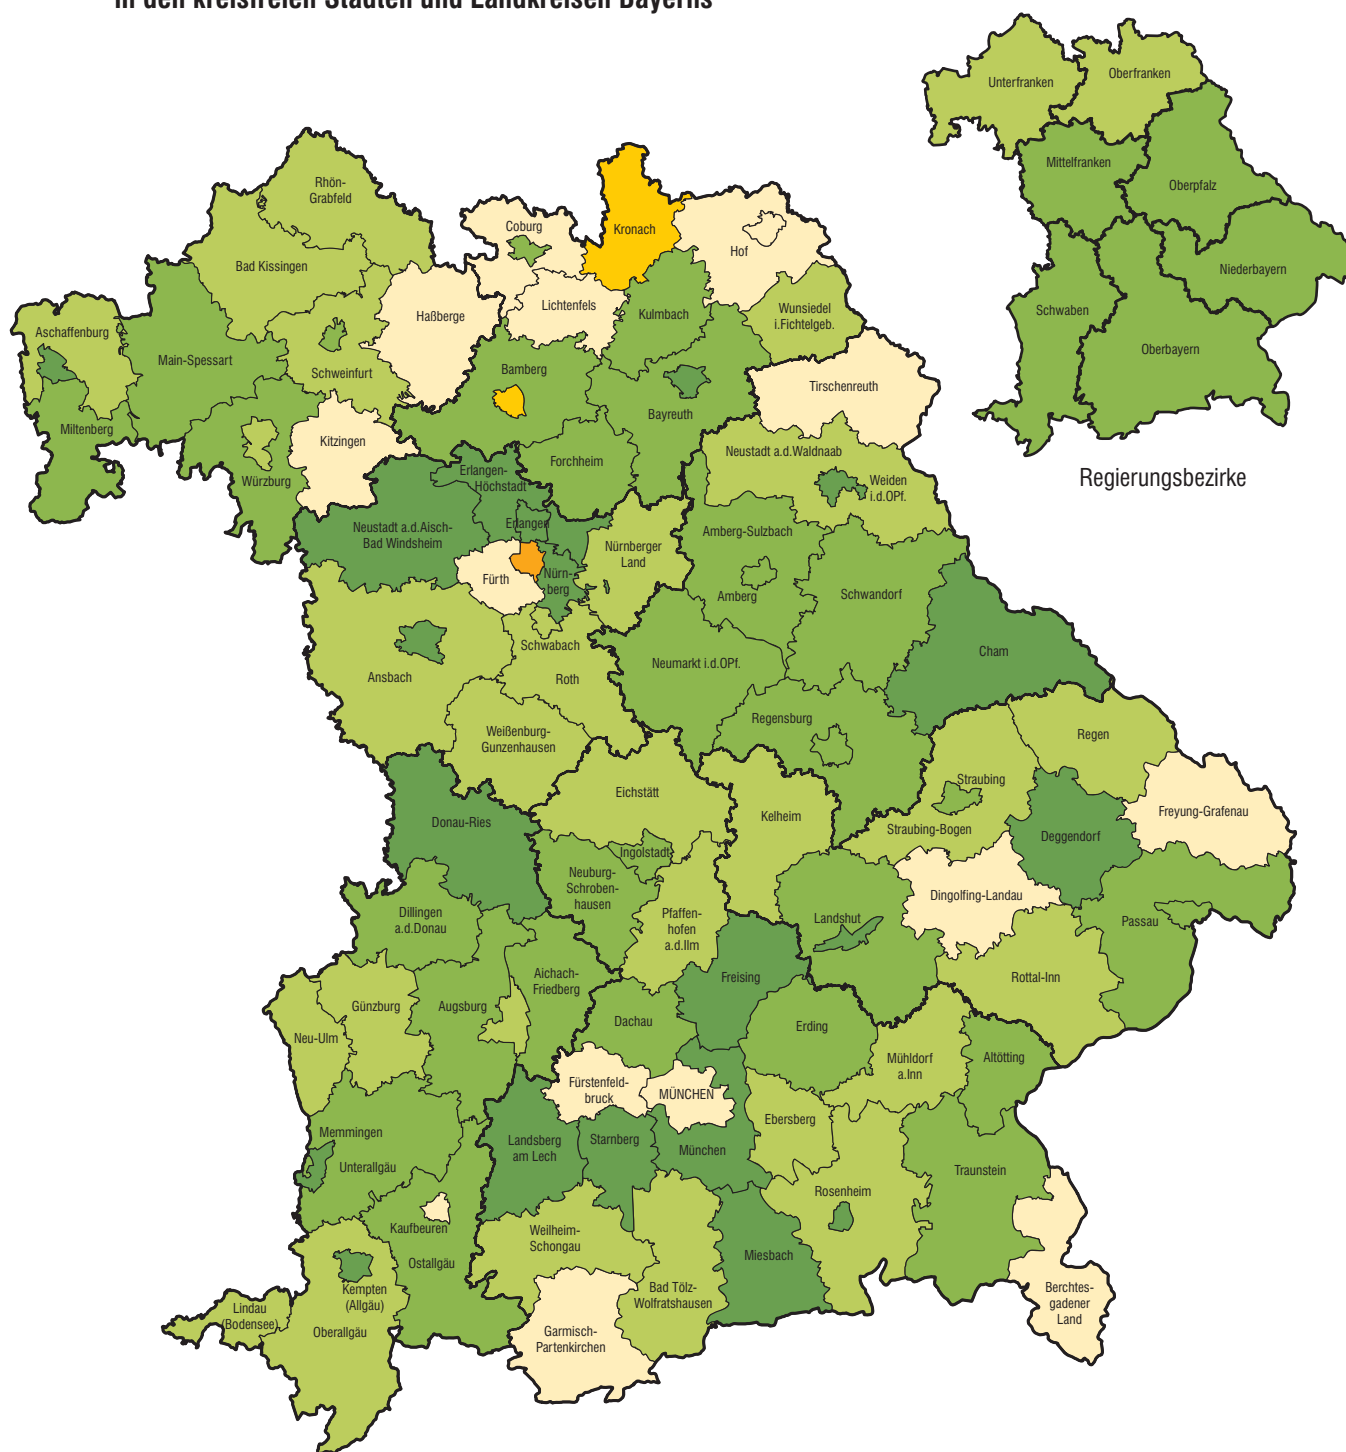 in den kreisfreien Städten und Landkreisen Bayerns
Unterfranken
Oberfranken
Mittelfranken
Oberpfalz
Niederbayern
Schwaben
Oberbayern
Regierungsbezirke
Rhön-
Grabfeld
Coburg
Kronach
Hof
Bad Kissingen
Haßberge
Lichtenfels
Kulmbach
Wunsiedel
i.Fichtelgeb.
Aschaffenburg
Main-Spessart
Schweinfurt
Bamberg
Bayreuth
Tirschenreuth
Miltenberg
Würzburg
Kitzingen
Forchheim
Neustadt a.d.Waldnaab
Weiden
i.d.OPf.
Erlangen-
Höchstadt
Erlangen
Neustadt a.d.Aisch-
Bad Windsheim
Fürth
Nürn-
berg
Nürnberger
Land
Amberg-Sulzbach
Amberg
Schwandorf
Cham
Ansbach
Schwabach
Roth
Neumarkt i.d.OPf.
Weißenburg-
Gunzenhausen
Regensburg
Regen
Eichstätt
Straubing
Freyung-Grafenau
Donau-Ries
Kelheim
Straubing-Bogen
Deggendorf
Ingolstadt
Neuburg-
Schroben-
hausen
Dingolfing-Landau
Dillingen
a.d.Donau
Pfaffen-
hofen
a.d.Ilm
Landshut
Passau
Aichach-
Friedberg
Freising
Rottal-Inn
Günzburg
Augsburg
Neu-Ulm
Dachau
Erding
Mühldorf
a.Inn
Altötting
Fürstenfeld-
bruck
MÜNCHEN
Ebersberg
Memmingen
Unterallgäu
Landsberg
am Lech
Starnberg
München
Traunstein
Rosenheim
Kaufbeuren
Ostallgäu
Weilheim-
Schongau
Miesbach
Kempten
(Allgäu)
Bad Tölz-
Wolfratshausen
Berchtes-
gadener
Land
Lindau
(Bodensee)
Oberallgäu
Garmisch-
Partenkirchen